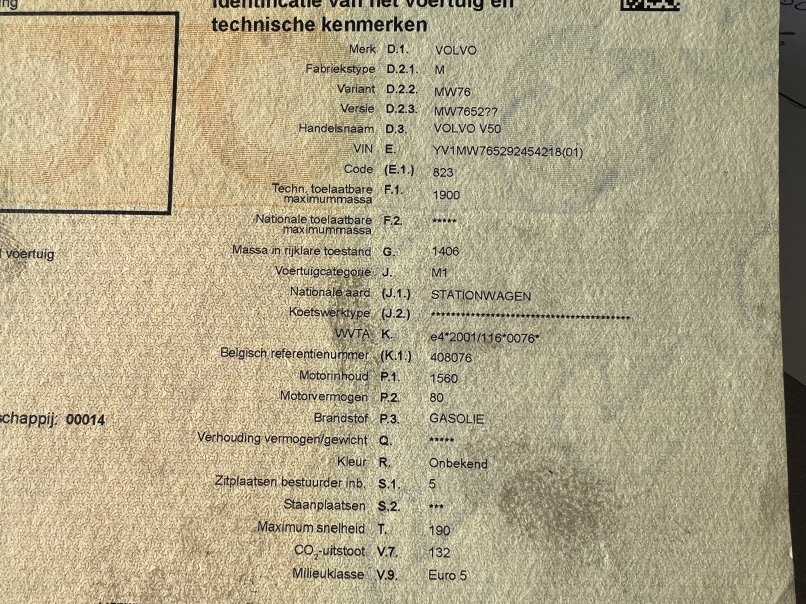 Identificatie van het voertuig en
technische kenmerken
Merk D.1. VOLVO
Fabriekstype D.2.1. M
Variant D.2.2. MW76
Versie D.2.3. MW7652??
Handelsnaam D.3. VOLVO V50
VIN E. YV1MW765292454218(01)
Code (E.1.) 823
Techn. toelaatbare F.1. 1900
maximummassa
Nationale toelaatbare F.2. *****
maximummassa
Massa in rijklare toestand G. 1406
Voertuigcategorie J. M1
Nationale aard (J.1.) STATIONWAGEN
Koetswerktype (J.2.) ****************************************
WVTA K. e4*2001/116*0076*
Belgisch referentienummer (K.1.) 408076
Motorinhoud P.1. 1560
Motorvermogen P.2. 80
Brandstof P.3. GASOLIE
Verhouding vermogen/gewicht Q. *****
Kleur R. Onbekend
Zitplaatsen bestuurder inb. S.1. 5
Staanplaatsen S.2. ***
Maximum snelheid T. 190
CO₂-uitstoot V.7. 132
Milieuklasse V.9. Euro 5
voertuig
schappij: 00014